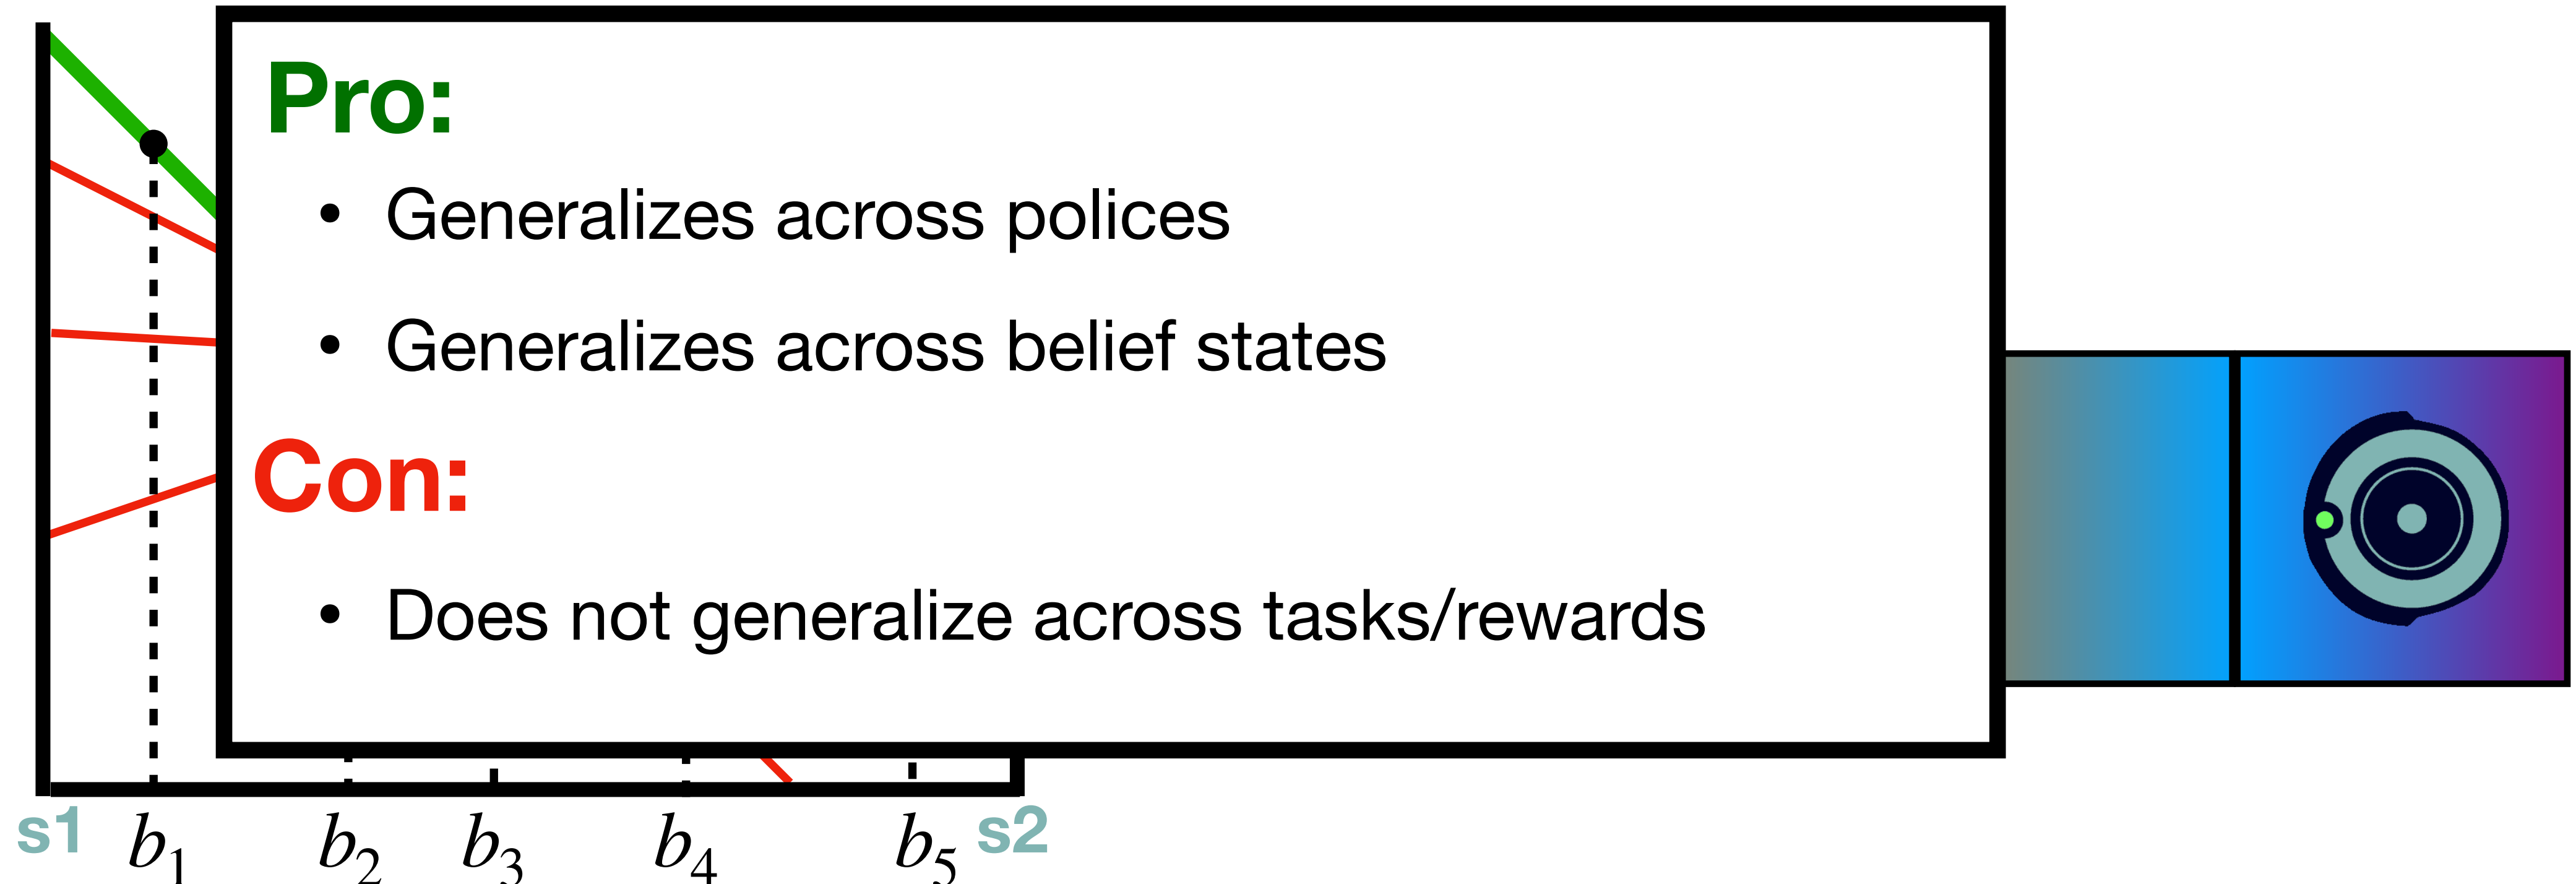 Pro:
• Generalizes across polices
• Generalizes across belief states
Con:
• Does not generalize across tasks/rewards
s1 b1 b2 b3 b4 b5 s2